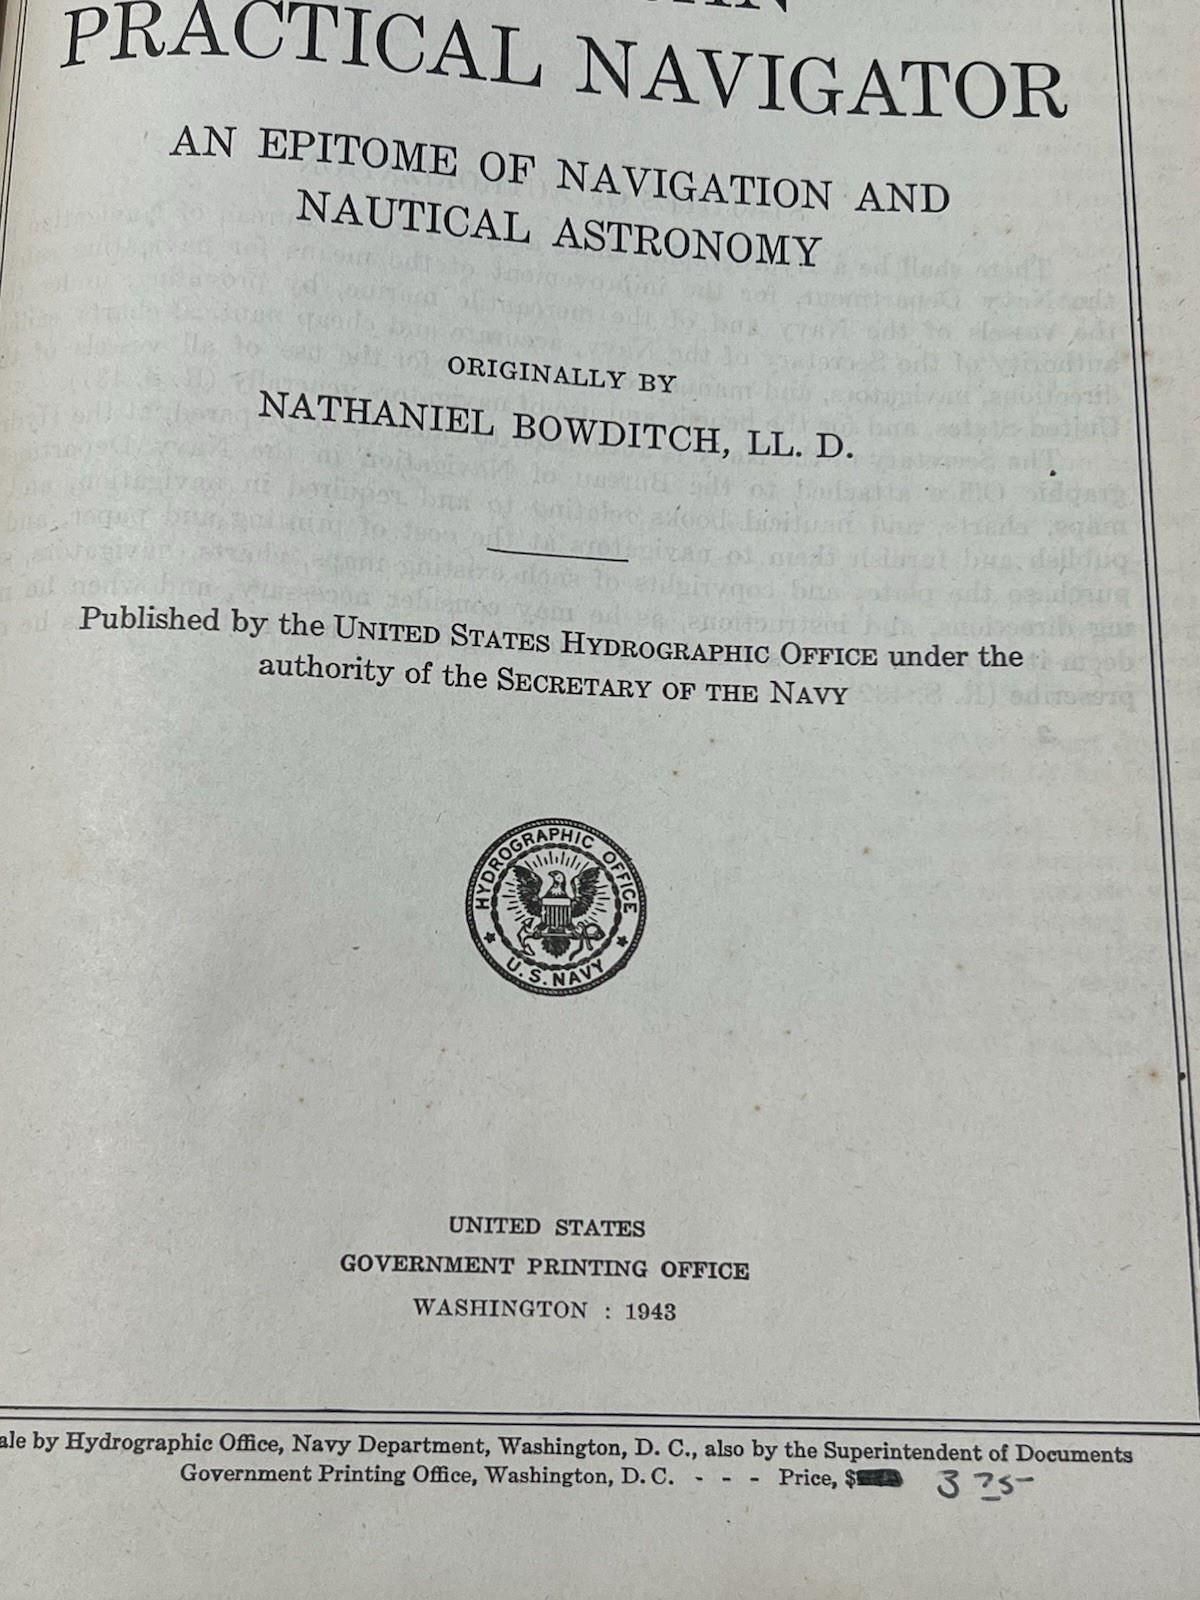 PRACTICAL NAVIGATOR
AN EPITOME OF NAVIGATION AND
NAUTICAL ASTRONOMY
ORIGINALLY BY
NATHANIEL BOWDITCH, LL. D.
Published by the UNITED STATES HYDROGRAPHIC OFFICE under the
authority of the SECRETARY OF THE NAVY
HYDROGRAPHIC OFFICE
U.S. NAVY
UNITED STATES
GOVERNMENT PRINTING OFFICE
WASHINGTON : 1943
ale by Hydrographic Office, Navy Department, Washington, D. C., also by the Superintendent of Documents
Government Printing Office, Washington, D. C. - - - Price, $ 3 75